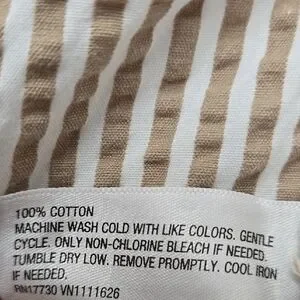 100% COTTON
MACHINE WASH COLD WITH LIKE COLORS. GENTLE
CYCLE. ONLY NON-CHLORINE BLEACH IF NEEDED.
TUMBLE DRY LOW. REMOVE PROMPTLY. COOL IRON
IF NEEDED.
RN17730 VN1111626